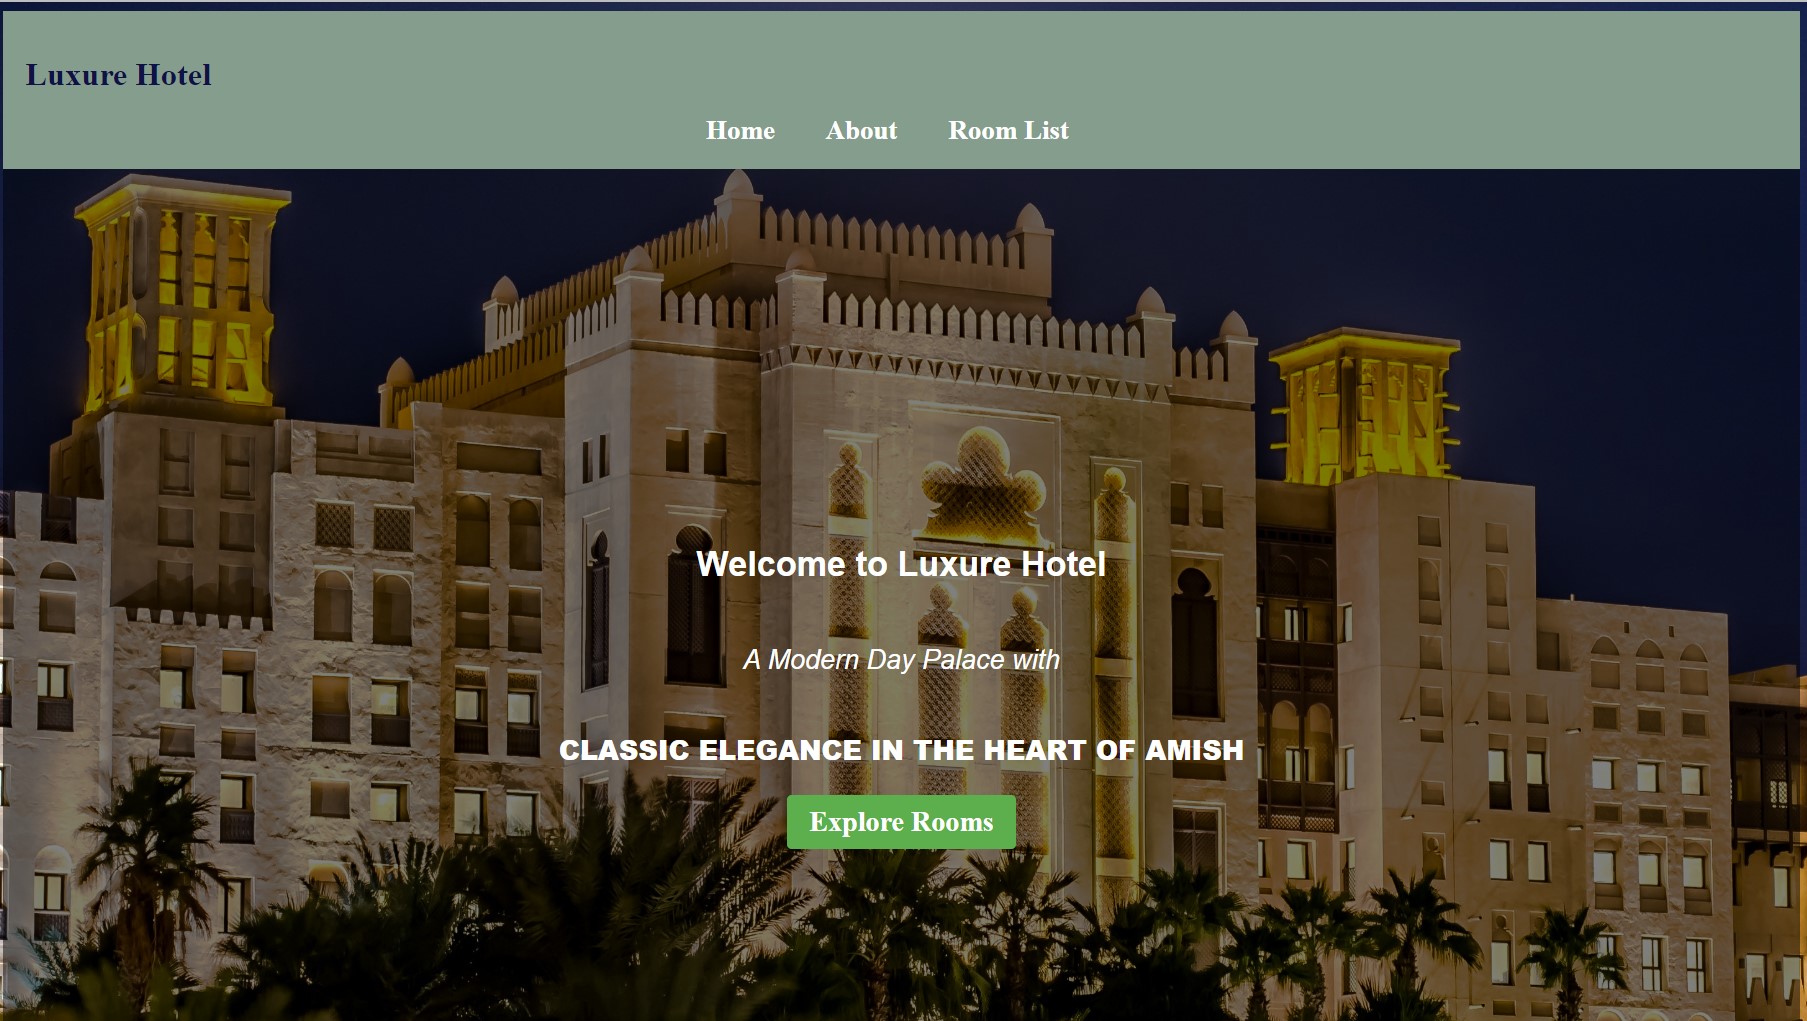 Luxure Hotel
Home About Room List
Welcome to Luxure Hotel
A Modern Day Palace with
CLASSIC ELEGANCE IN THE HEART OF AMISH
Explore Rooms